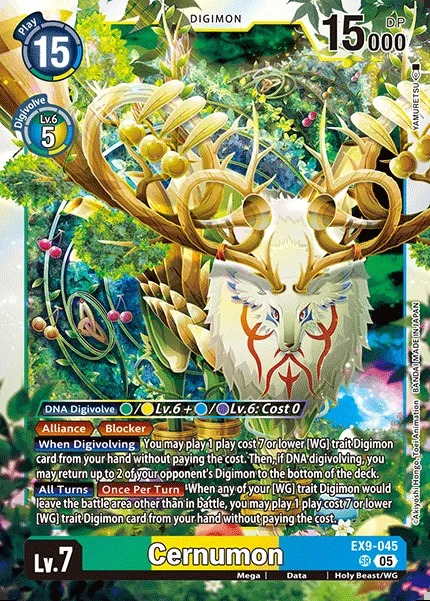 DIGIMON
Play
15
15000
DP
Digivolve
Lv.6
5
YAMURETSU
DNA Digivolve / Lv.6 + / Lv.6: Cost 0
Alliance Blocker
When Digivolving You may play 1 play cost 7 or lower [WG] trait Digimon
card from your hand without paying the cost. Then, if DNA digivolving, you
may return up to 2 of your opponent's Digimon to the bottom of the deck.
All Turns Once Per Turn When any of your [WG] trait Digimon would
leave the battle area other than in battle, you may play 1 play cost 7 or lower
[WG] trait Digimon card from your hand without paying the cost.
©Akiyoshi Hongo, Toei Animation BANDAI MADE IN JAPAN
Lv.7
Cernumon
EX9-045
SR 05
Mega Data Holy Beast/WG